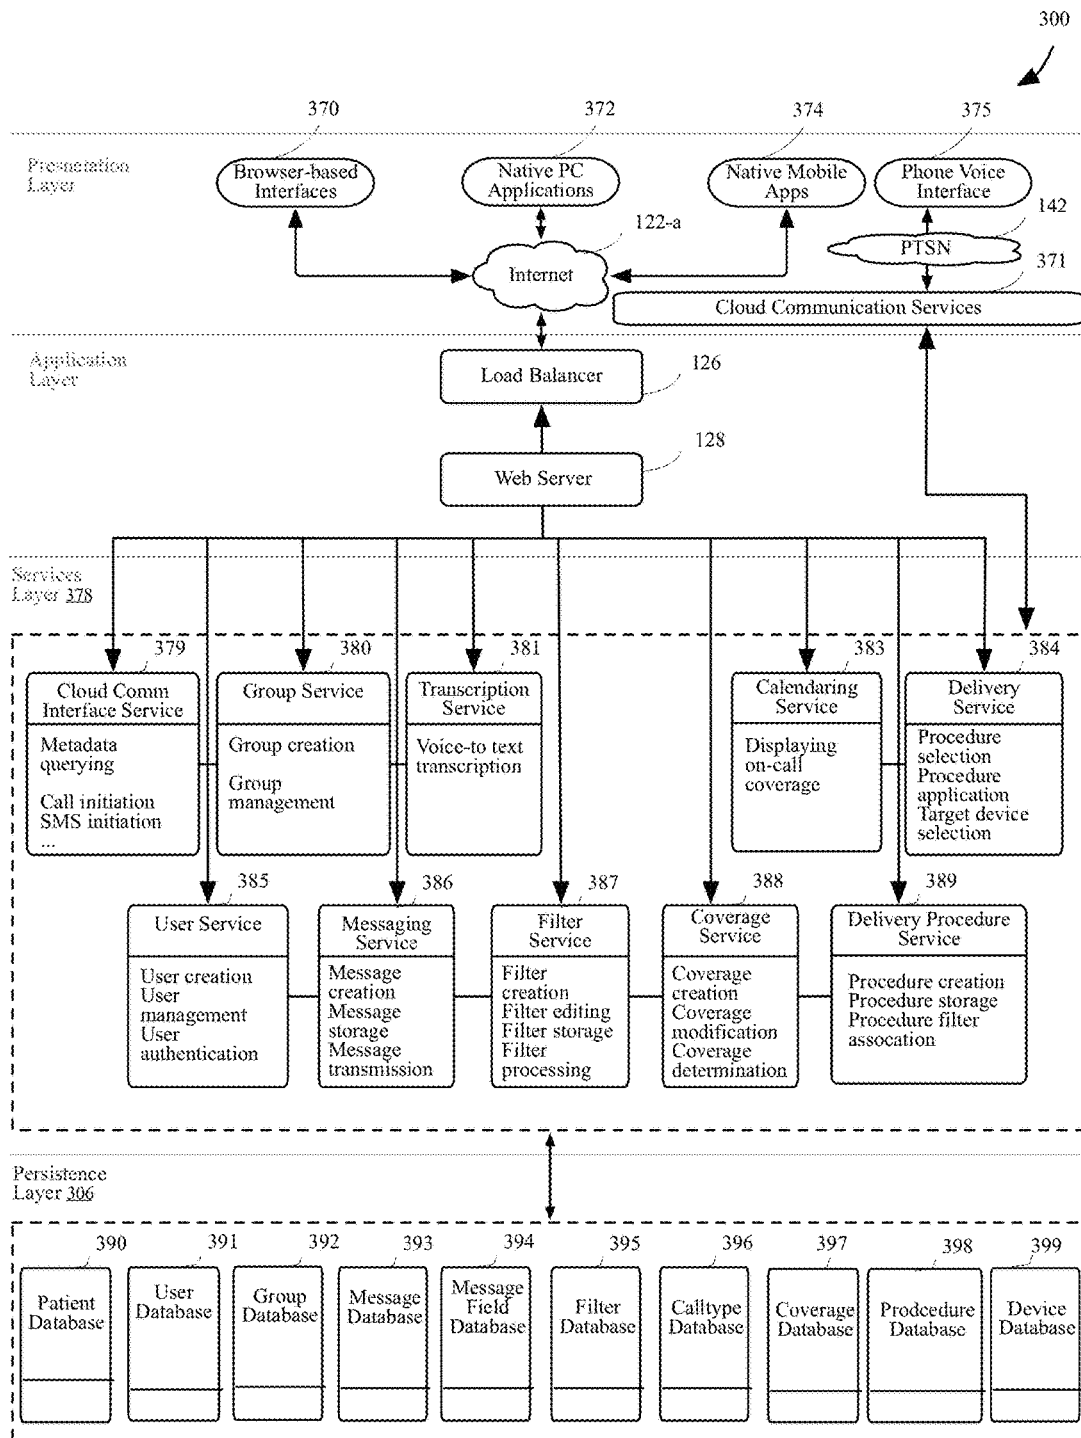 300
370
372
374
375
Presnetation
Layer
Browser-based
Interfaces
Native PC
Applications
Native Mobile
Apps
Phone Voice
Interface
142
122-a
PTSN
Internet
371
Cloud Communication Services
Application
Layer
Load Balancer
126
128
Web Server
Services
Layer 378
379
380
381
383
384
Cloud Comm
Interface Service
Group Service
Transcription
Service
Calendaring
Service
Delivery
Service
Metadata
querying
Call initiation
SMS initiation
...
Group creation
Group
management
Voice-to text
transcription
Displaying
on-call
coverage
Procedure
selection
Procedure
application
Target device
selection
385
386
387
388
389
User Service
Messaging
Service
Filter
Service
Coverage
Service
Delivery Procedure
Service
User creation
User
management
User
authentication
Message
creation
Message
storage
Message
transmission
Filter
creation
Filter editing
Filter storage
Filter
processing
Coverage
creation
Coverage
modification
Coverage
determination
Procedure creation
Procedure storage
Procedure filter
assocation
Persistence
Layer 306
390
391
392
393
394
395
396
397
398
399
Patient
Database
User
Database
Group
Database
Message
Database
Message
Field
Database
Filter
Database
Calltype
Database
Coverage
Database
Prodcedure
Database
Device
Database